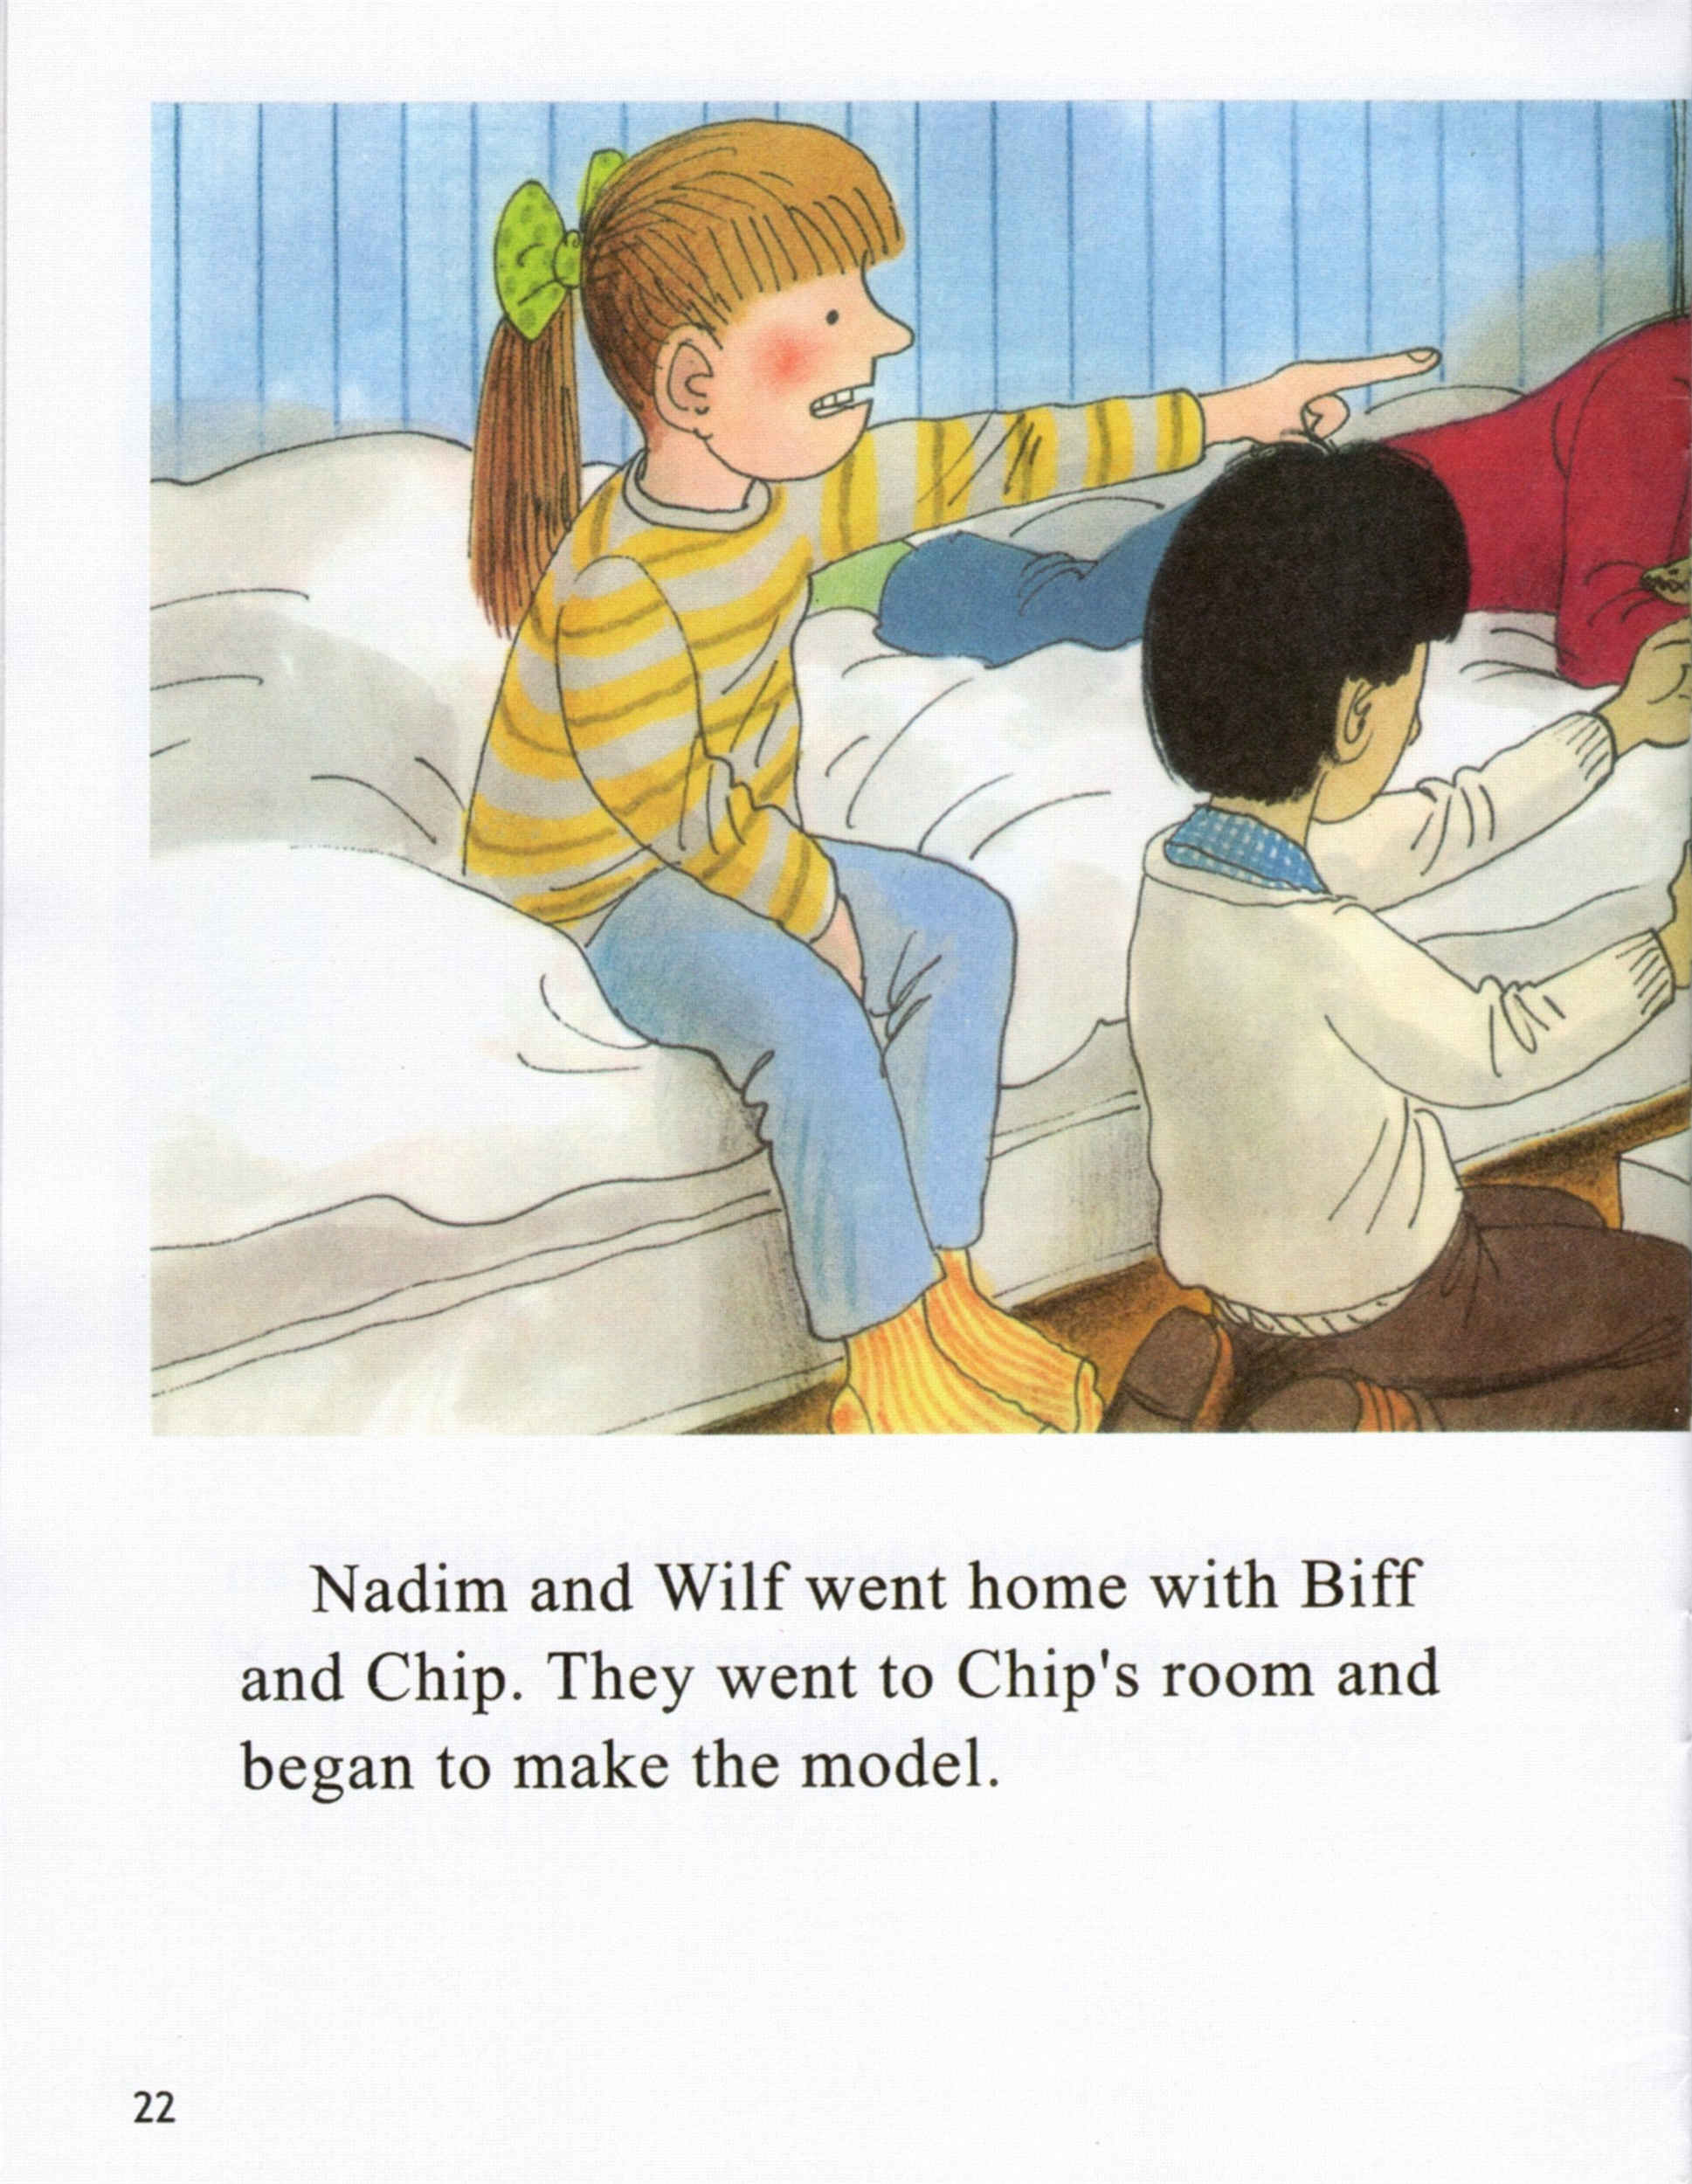 Nadim and Wilf went home with Biff
and Chip. They went to Chip's room and
began to make the model.
22